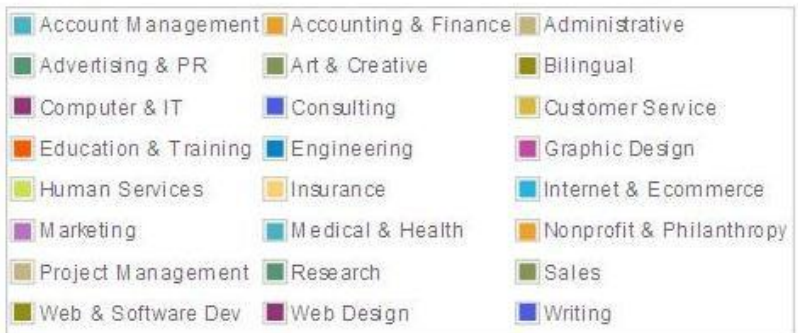 Account Management Accounting & Finance Administrative
Advertising & PR Art & Creative Bilingual
Computer & IT Consulting Customer Service
Education & Training Engineering Graphic Design
Human Services Insurance Internet & Ecommerce
Marketing Medical & Health Nonprofit & Philanthropy
Project Management Research Sales
Web & Software Dev Web Design Writing